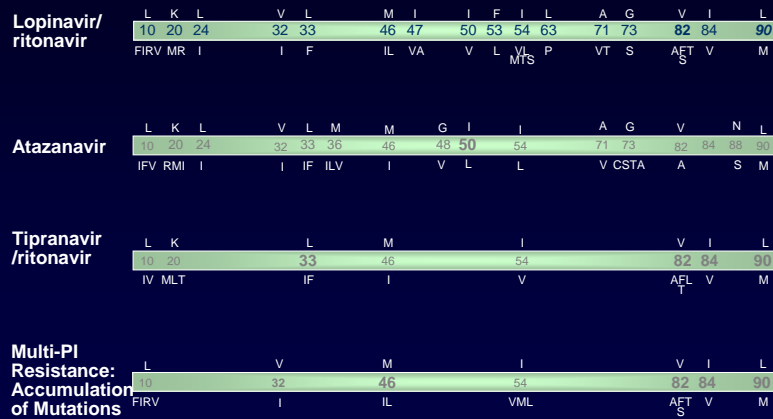 L K L V L M I I F I L A G V I L
Lopinavir/
ritonavir
10 20 24 32 33 46 47 50 53 54 63 71 73 82 84 90
FIRV MR I I F IL VA V L VL P VT S AFT V M
MTS S
L K L V L M M G I I A G V N L
Atazanavir
10 20 24 32 33 36 46 48 50 54 71 73 82 84 88 90
IFV RMI I I IF ILV I V L L V CSTA A S M
L K L M I V I L
Tipranavir
/ritonavir
10 20 33 46 54 82 84 90
IV MLT IF I V AFL V M
T
L V M I V I L
Multi-PI
Resistance:
Accumulation
of Mutations
10 32 46 54 82 84 90
FIRV I IL VML AFT V M
S